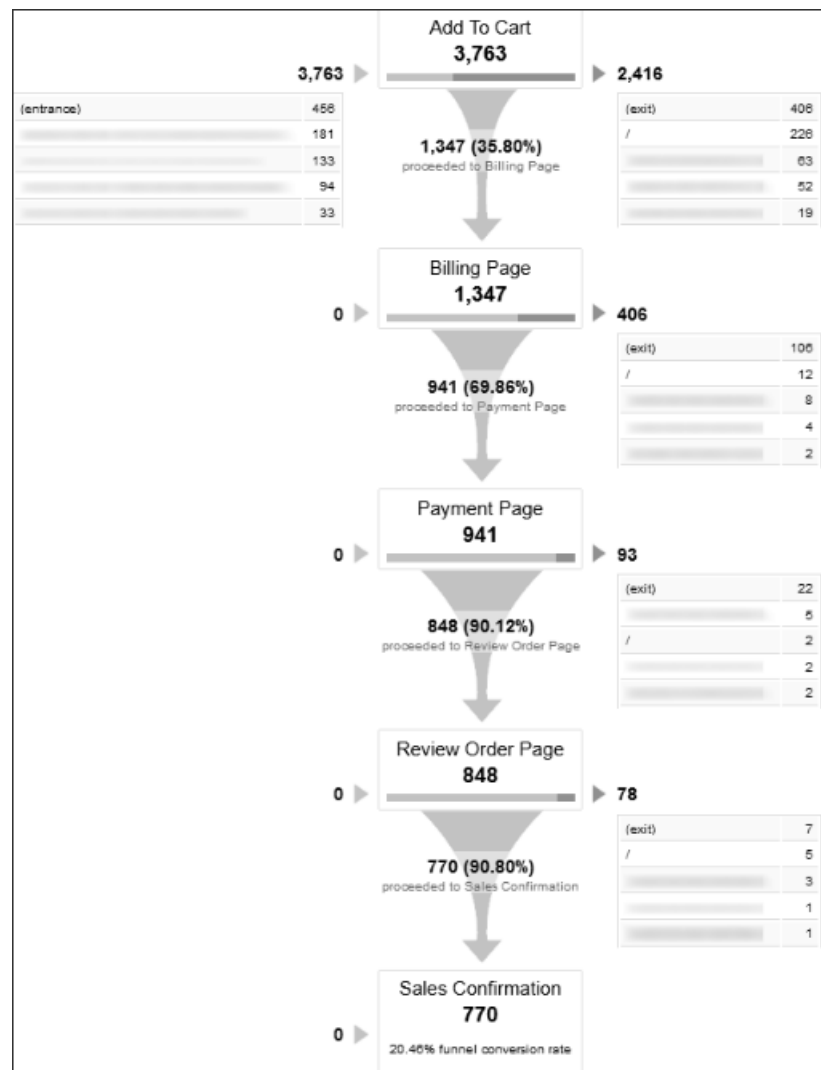 Add To Cart
3,763
3,763
2,416
(entrance) 456
181
133
94
33
1,347 (35.80%)
proceeded to Billing Page
(exit) 406
/ 226
63
52
19
Billing Page
1,347
0
406
941 (69.86%)
proceeded to Payment Page
(exit) 106
/ 12
8
4
2
Payment Page
941
0
93
848 (90.12%)
proceeded to Review Order Page
(exit) 22
5
/ 2
2
2
Review Order Page
848
0
78
770 (90.80%)
proceeded to Sales Confirmation
(exit) 7
/ 5
3
1
1
Sales Confirmation
770
0
20.46% funnel conversion rate